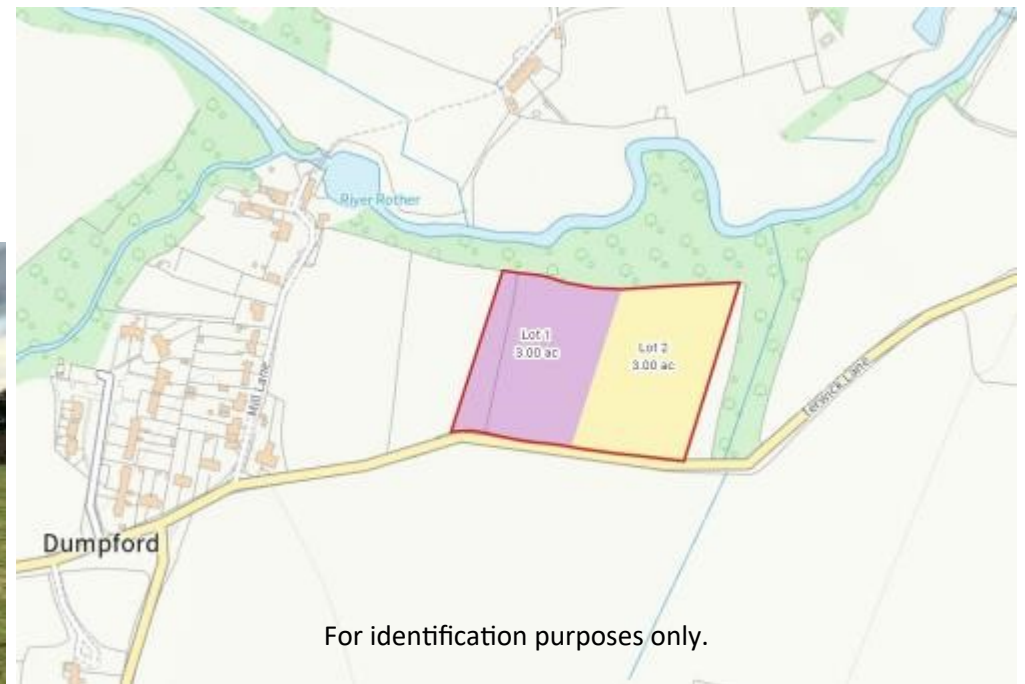 River Rother
Lot 1
3.00 ac
Lot 2
3.00 ac
Mill Lane
Terwick Lane
Dumpford
For identification purposes only.